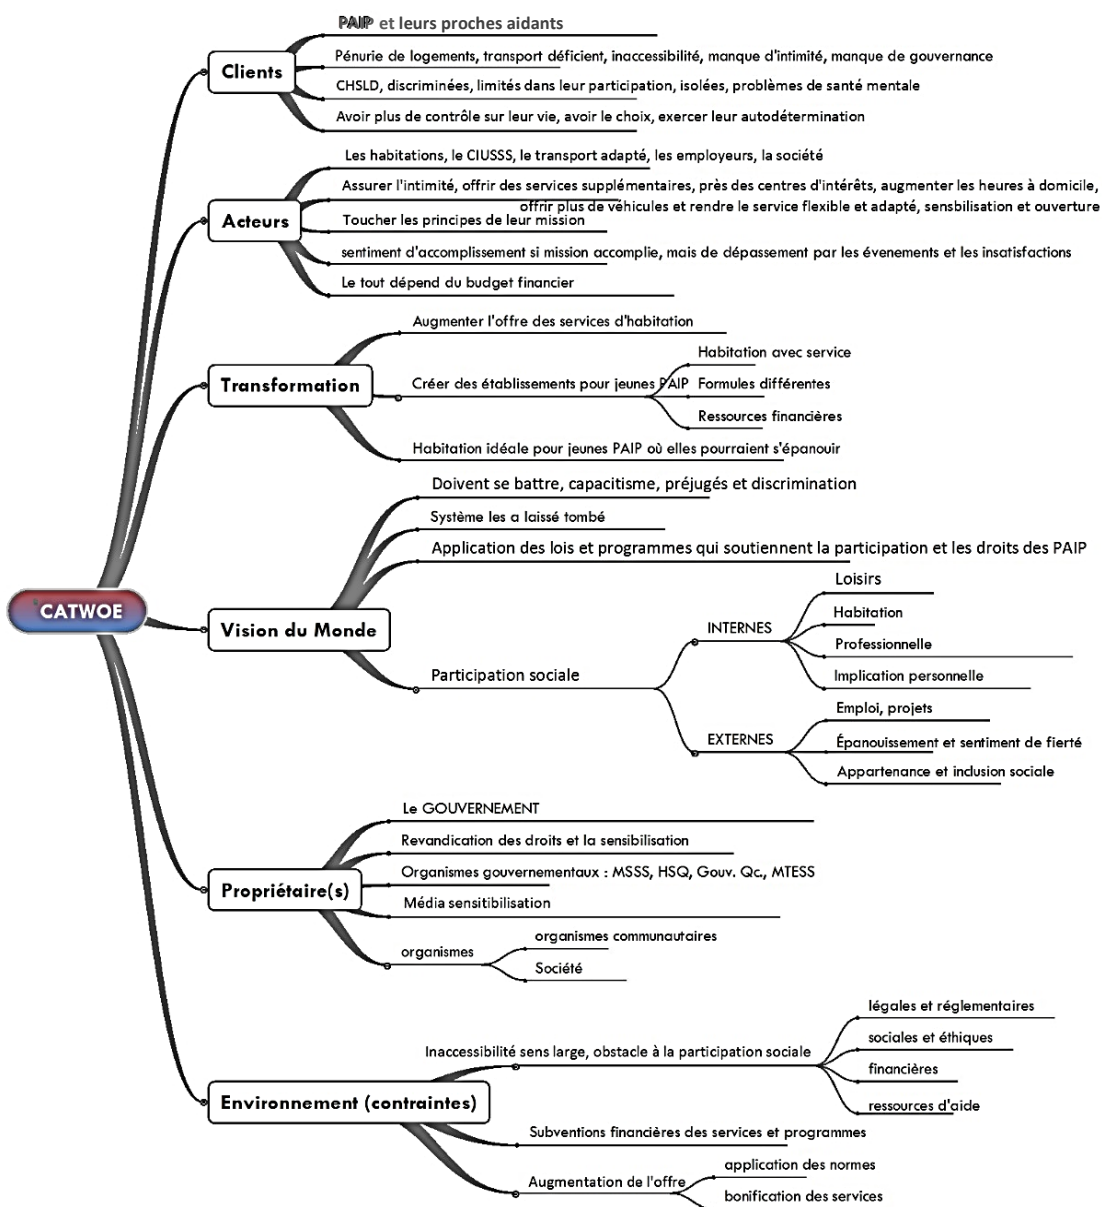 PAIP et leurs proches aidants
Clients
Pénurie de logements, transport déficient, inaccessibilité, manque d'intimité, manque de gouvernance
CHSLD, discriminées, limités dans leur participation, isolées, problèmes de santé mentale
Avoir plus de contrôle sur leur vie, avoir le choix, exercer leur autodétermination
Les habitations, le CIUSSS, le transport adapté, les employeurs, la société
Acteurs
Assurer l'intimité, offrir des services supplémentaires, près des centres d'intérêts, augmenter les heures à domicile,
offrir plus de véhicules et rendre le service flexible et adapté, sensbilisation et ouverture
Toucher les principes de leur mission
sentiment d'accomplissement si mission accomplie, mais de dépassement par les évenements et les insatisfactions
Le tout dépend du budget financier
Augmenter l'offre des services d'habitation
Transformation
Créer des établissements pour jeunes PAIP
Habitation avec service
Formules différentes
Ressources financières
Habitation idéale pour jeunes PAIP où elles pourraient s'épanouir
Doivent se battre, capacitisme, préjugés et discrimination
Système les a laissé tombé
Application des lois et programmes qui soutiennent la participation et les droits des PAIP
CATWOE
Vision du Monde
Participation sociale
INTERNES
Loisirs
Habitation
Professionnelle
Implication personnelle
EXTERNES
Emploi, projets
Épanouissement et sentiment de fierté
Appartenance et inclusion sociale
Le GOUVERNEMENT
Revandication des droits et la sensibilisation
Propriétaire(s)
Organismes gouvernementaux : MSSS, HSQ, Gouv. Qc., MTESS
Média sensitibilisation
organismes
organismes communautaires
Société
Inaccessibilité sens large, obstacle à la participation sociale
légales et réglementaires
sociales et éthiques
financières
ressources d'aide
Environnement (contraintes)
Subventions financières des services et programmes
Augmentation de l'offre
application des normes
bonification des services